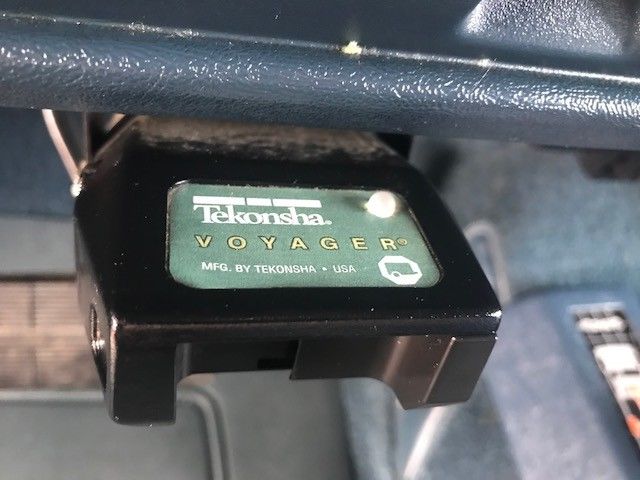 Tekonsha®
VOYAGER®
MFG. BY TEKONSHA • USA